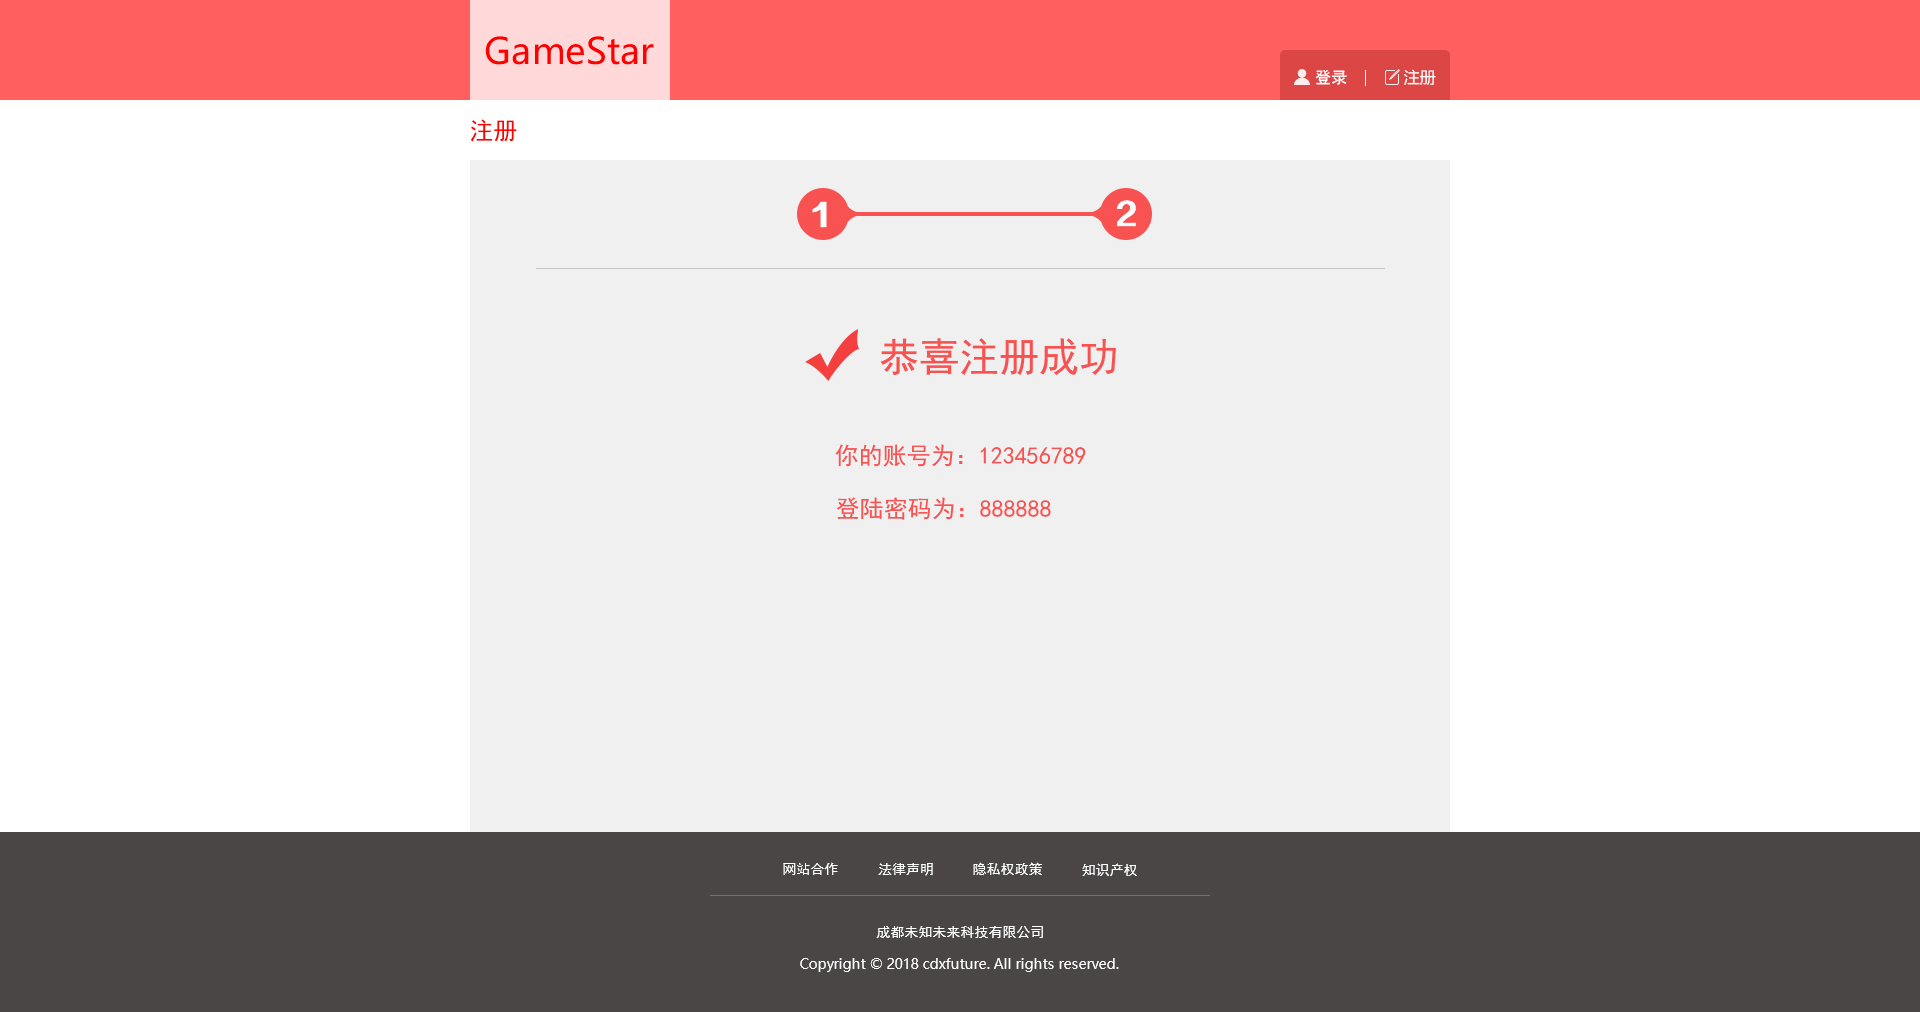 GameStar
登录 注册
注册
1 2
恭喜注册成功
你的账号为：123456789
登陆密码为：888888
网站合作 法律声明 隐私权政策 知识产权
成都未知未来科技有限公司
Copyright © 2018 cdxfuture. All rights reserved.